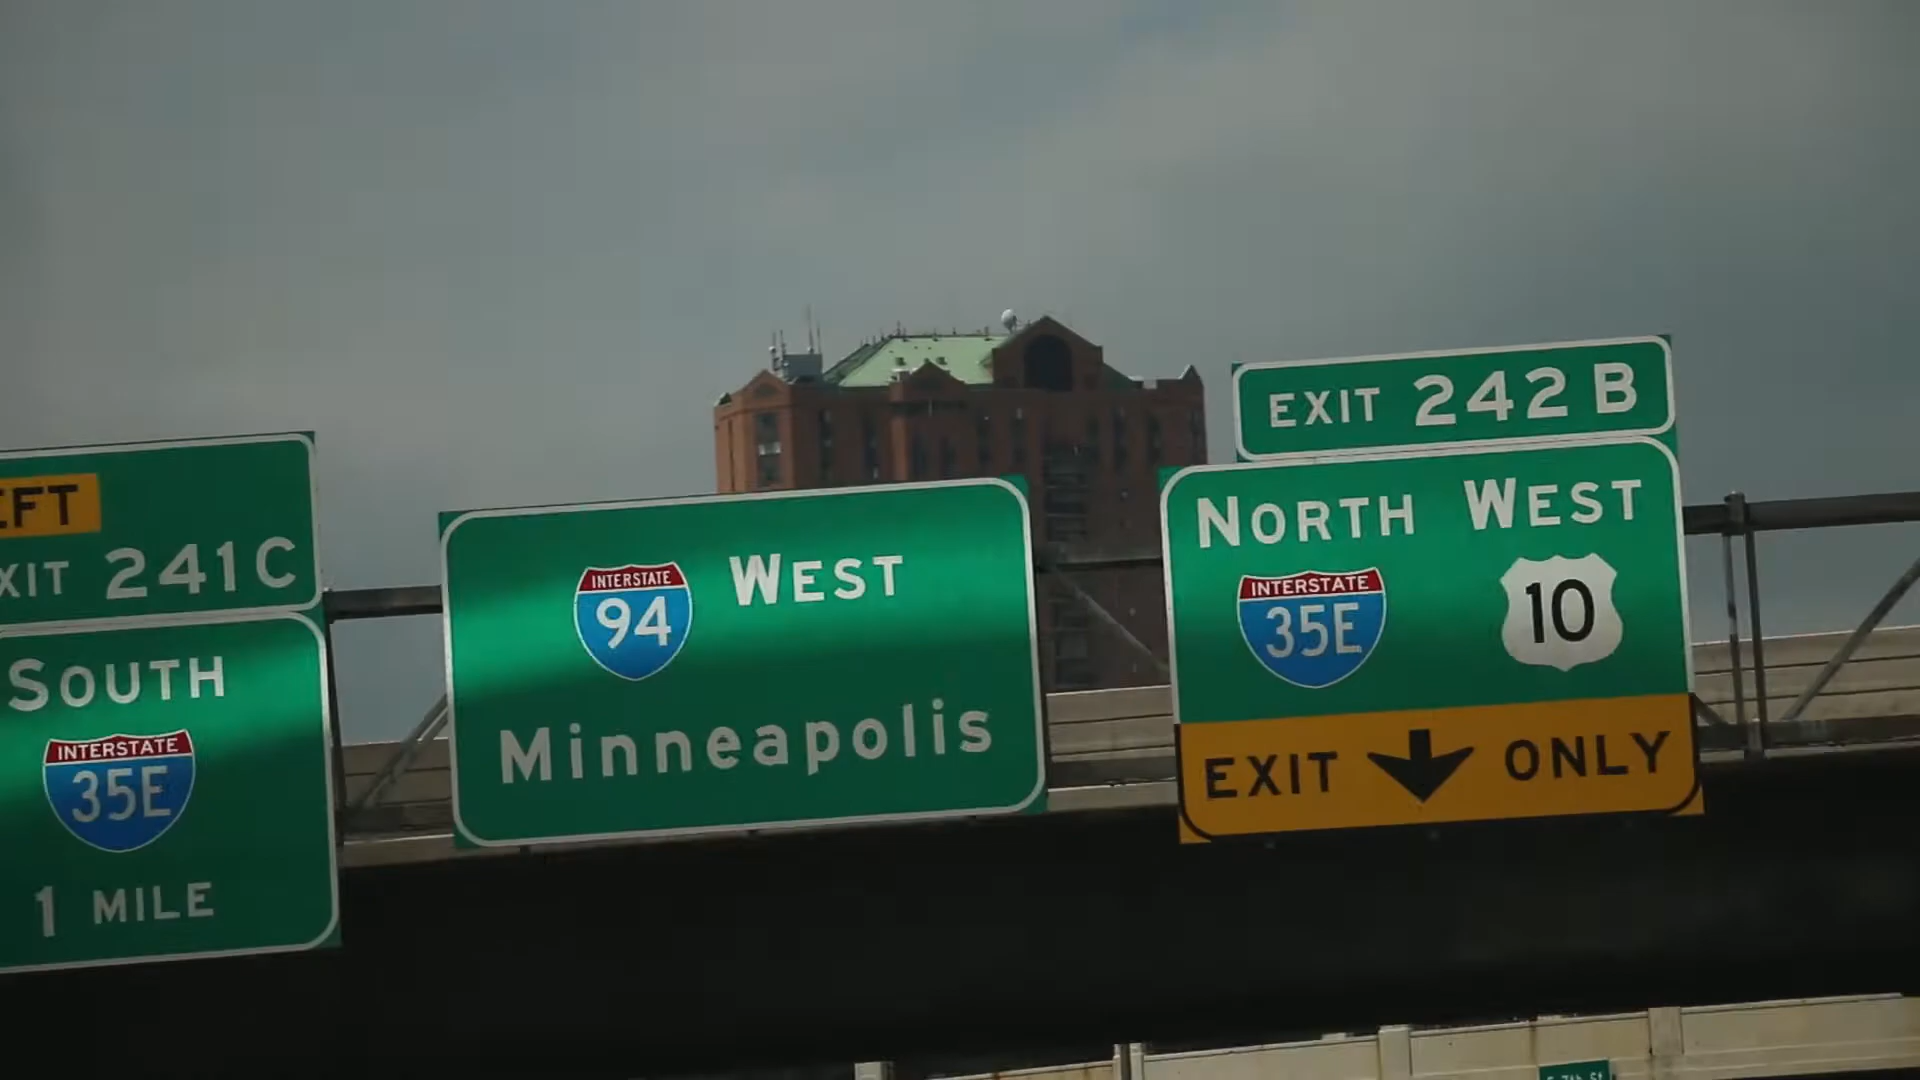 EFT
XIT 241C
SOUTH
INTERSTATE
35E
1 MILE
INTERSTATE
94
WEST
Minneapolis
EXIT 242 B
NORTH WEST
INTERSTATE
35E
10
EXIT ONLY